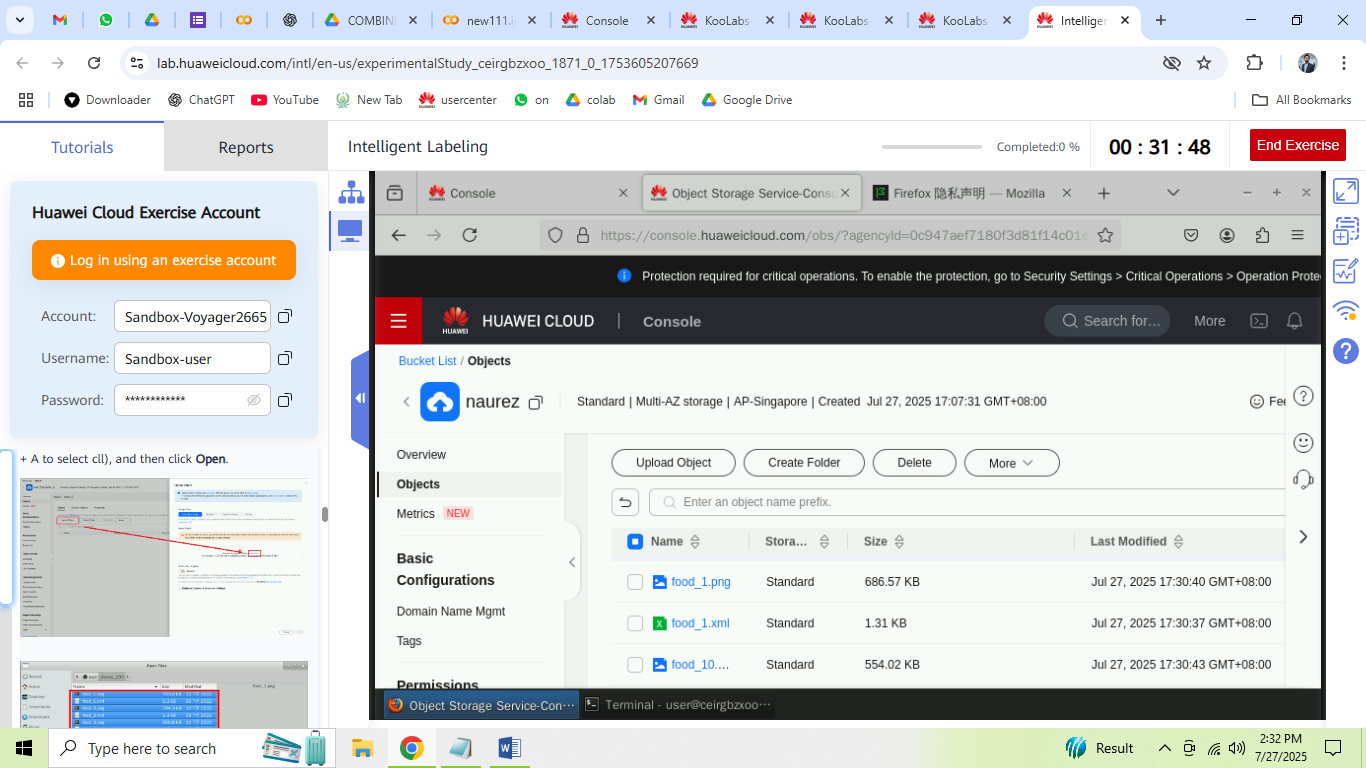 COMBIN
new111.i
Console
KooLabs
KooLabs
KooLabs
Intelliger
lab.huaweicloud.com/intl/en-us/experimentalStudy_ceirgbzxoo_1871_0_1753605207669
Downloader
ChatGPT
YouTube
New Tab
usercenter
on
colab
Gmail
Google Drive
All Bookmarks
Tutorials
Reports
Intelligent Labeling
Completed:0 %
00 : 31 : 48
End Exercise
Huawei Cloud Exercise Account
Log in using an exercise account
Account:
Sandbox-Voyager2665
Username:
Sandbox-user
Password:
************
+ A to select cll), and then click Open.
Console
Object Storage Service-Conso
Firefox 隐私声明 — Mozilla
https://console.huaweicloud.com/obs/?agencyId=0c947aef7180f3d81f14c01e
Protection required for critical operations. To enable the protection, go to Security Settings > Critical Operations > Operation Prote
HUAWEI
HUAWEI CLOUD
Console
Search for...
More
Bucket List / Objects
naurez
Standard | Multi-AZ storage | AP-Singapore | Created Jul 27, 2025 17:07:31 GMT+08:00
Fee
Overview
Objects
Metrics NEW
Basic
Configurations
Domain Name Mgmt
Tags
Permissions
Upload Object
Create Folder
Delete
More
Enter an object name prefix.
Name
Stora...
Size
Last Modified
food_1.png
Standard
686.57 KB
Jul 27, 2025 17:30:40 GMT+08:00
food_1.xml
Standard
1.31 KB
Jul 27, 2025 17:30:37 GMT+08:00
food_10....
Standard
554.02 KB
Jul 27, 2025 17:30:43 GMT+08:00
Object Storage Service-Con···
Terminal - user@ceirgbzxoo···
Type here to search
Result
2:32 PM
7/27/2025